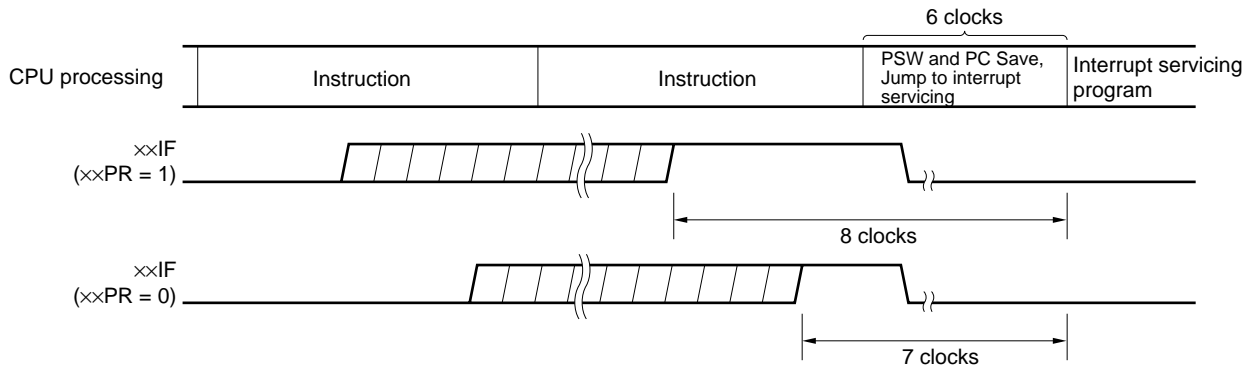 6 clocks
CPU processing
Instruction
Instruction
PSW and PC Save,
Jump to interrupt
servicing
Interrupt servicing
program
××IF
(××PR = 1)
8 clocks
××IF
(××PR = 0)
7 clocks